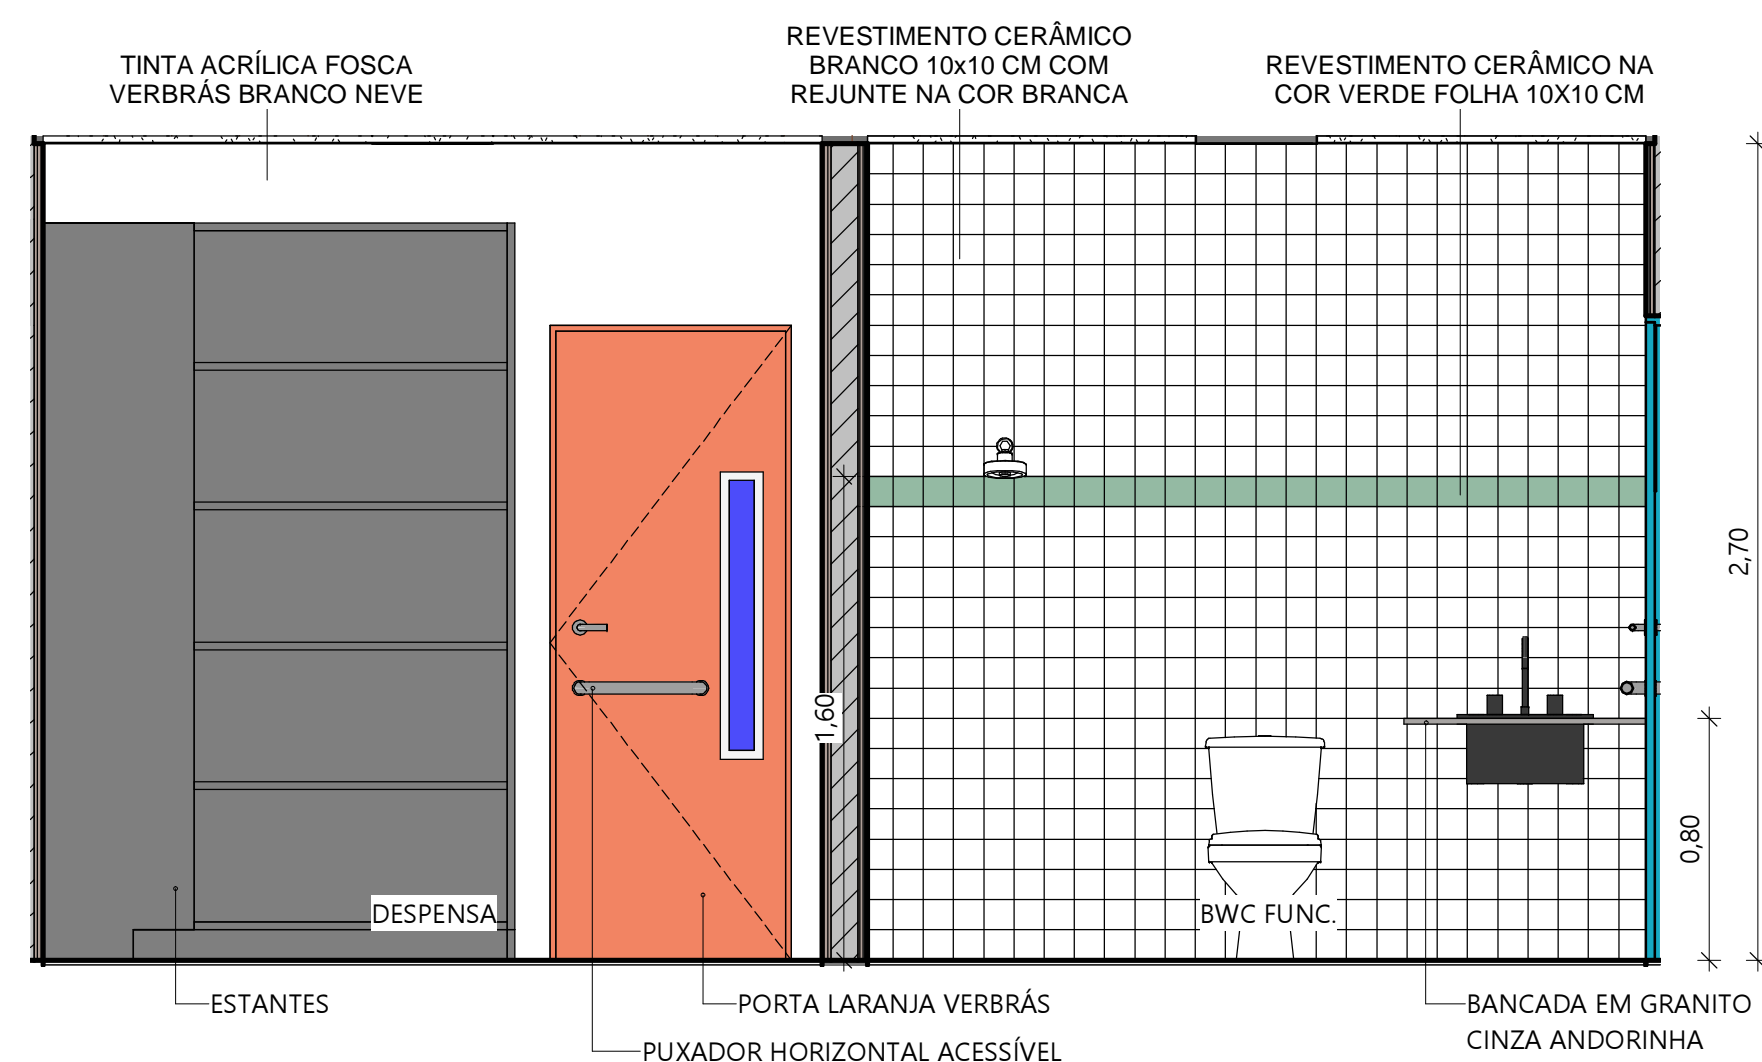 TINTA ACRÍLICA FOSCA
VERBRÁS BRANCO NEVE
REVESTIMENTO CERÂMICO
BRANCO 10x10 CM COM
REJUNTE NA COR BRANCA
REVESTIMENTO CERÂMICO NA
COR VERDE FOLHA 10X10 CM
2,70
1,60
0,80
DESPENSA
BWC FUNC.
ESTANTES
PORTA LARANJA VERBRÁS
PUXADOR HORIZONTAL ACESSÍVEL
BANCADA EM GRANITO
CINZA ANDORINHA